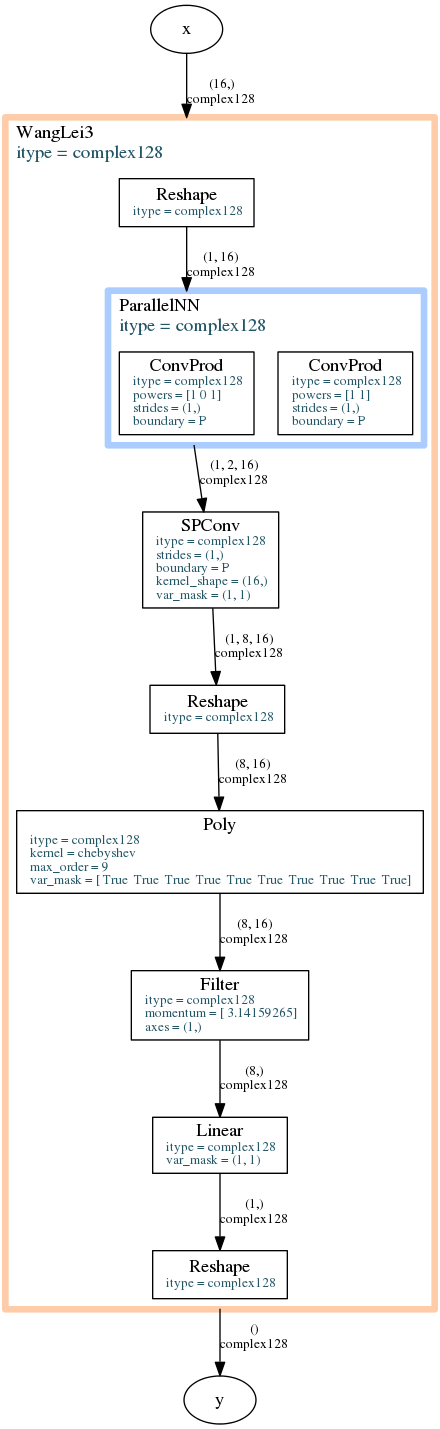 x
(16,)
complex128
WangLei3
itype = complex128
Reshape
itype = complex128
(1, 16)
complex128
ParallelNN
itype = complex128
ConvProd
itype = complex128
powers = [1 0 1]
strides = (1,)
boundary = P
ConvProd
itype = complex128
powers = [1 1]
strides = (1,)
boundary = P
(1, 2, 16)
complex128
SPConv
itype = complex128
strides = (1,)
boundary = P
kernel_shape = (16,)
var_mask = (1, 1)
(1, 8, 16)
complex128
Reshape
itype = complex128
(8, 16)
complex128
Poly
itype = complex128
kernel = chebyshev
max_order = 9
var_mask = [ True True True True True True True True True True]
(8, 16)
complex128
Filter
itype = complex128
momentum = [ 3.14159265]
axes = (1,)
(8,)
complex128
Linear
itype = complex128
var_mask = (1, 1)
(1,)
complex128
Reshape
itype = complex128
()
complex128
y